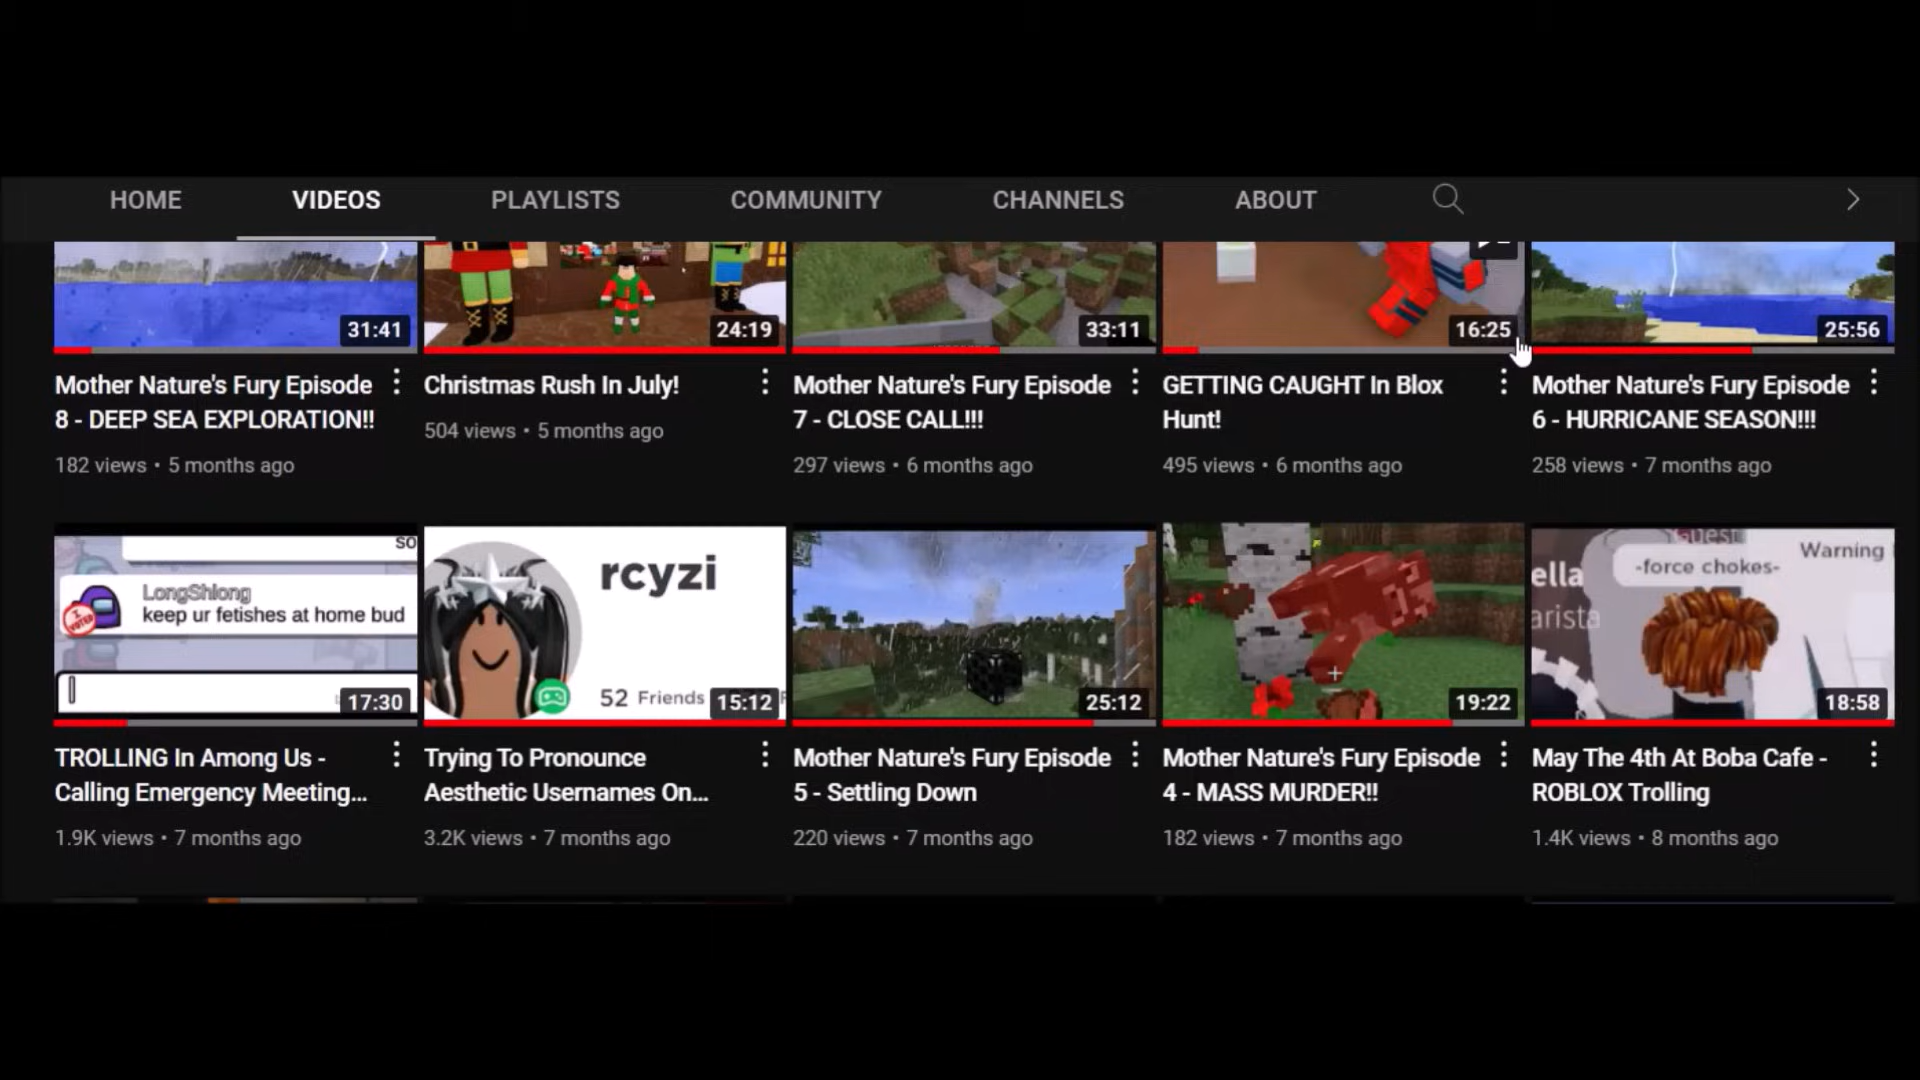 HOME VIDEOS PLAYLISTS COMMUNITY CHANNELS ABOUT
31:41
24:19
33:11
16:25
25:56
Mother Nature's Fury Episode
8 - DEEP SEA EXPLORATION!!
182 views • 5 months ago
Christmas Rush In July!
504 views • 5 months ago
Mother Nature's Fury Episode
7 - CLOSE CALL!!!
297 views • 6 months ago
GETTING CAUGHT In Blox
Hunt!
495 views • 6 months ago
Mother Nature's Fury Episode
6 - HURRICANE SEASON!!!
258 views • 7 months ago
SO
LongShlong
keep ur fetishes at home bud
I VOTED
17:30
TROLLING In Among Us -
Calling Emergency Meeting...
1.9K views • 7 months ago
rcyzi
52 Friends
15:12
Trying To Pronounce
Aesthetic Usernames On...
3.2K views • 7 months ago
25:12
Mother Nature's Fury Episode
5 - Settling Down
220 views • 7 months ago
19:22
Mother Nature's Fury Episode
4 - MASS MURDER!!
182 views • 7 months ago
Guest
Warning
-force chokes-
ella
arista
18:58
May The 4th At Boba Cafe -
ROBLOX Trolling
1.4K views • 8 months ago